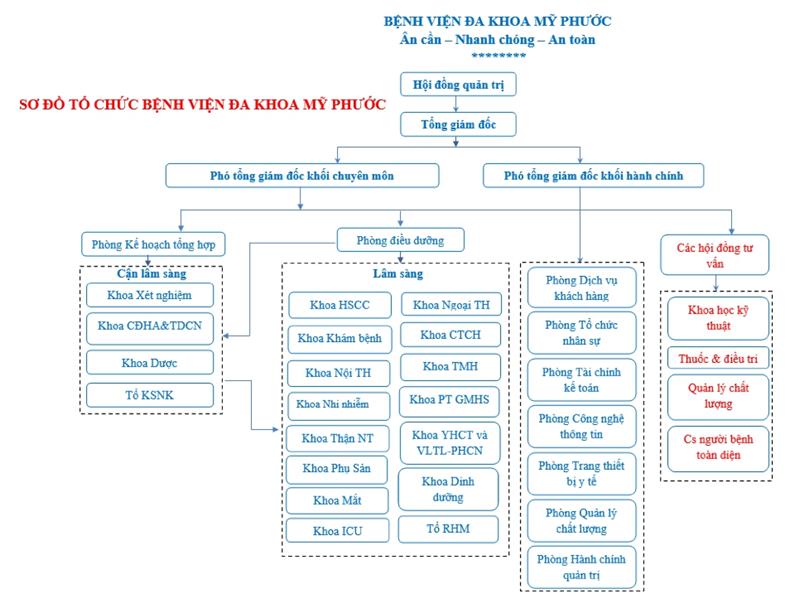 BỆNH VIỆN ĐA KHOA MỸ PHƯỚC
Ân cần – Nhanh chóng – An toàn
********
SƠ ĐỒ TỔ CHỨC BỆNH VIỆN ĐA KHOA MỸ PHƯỚC
Hội đồng quản trị
Tổng giám đốc
Phó tổng giám đốc khối chuyên môn
Phó tổng giám đốc khối hành chính
Phòng Kế hoạch tổng hợp
Cận lâm sàng
Khoa Xét nghiệm
Khoa CĐHA&TDCN
Khoa Dược
Tổ KSNK
Phòng điều dưỡng
Lâm sàng
Khoa HSCC
Khoa Khám bệnh
Khoa Nội TH
Khoa Nhi nhiễm
Khoa Thận NT
Khoa Phụ Sản
Khoa Mắt
Khoa ICU
Khoa Ngoại TH
Khoa CTCH
Khoa TMH
Khoa PT GMHS
Khoa YHCT và
VLTL-PHCN
Khoa Dinh
dưỡng
Tổ RHM
Phòng Dịch vụ
khách hàng
Phòng Tổ chức
nhân sự
Phòng Tài chính
kế toán
Phòng Công nghệ
thông tin
Phòng Trang thiết
bị y tế
Phòng Quản lý
chất lượng
Phòng Hành chính
quản trị
Các hội đồng tư
vấn
Khoa học kỹ
thuật
Thuốc & điều trị
Quản lý chất
lượng
Cs người bệnh
toàn diện